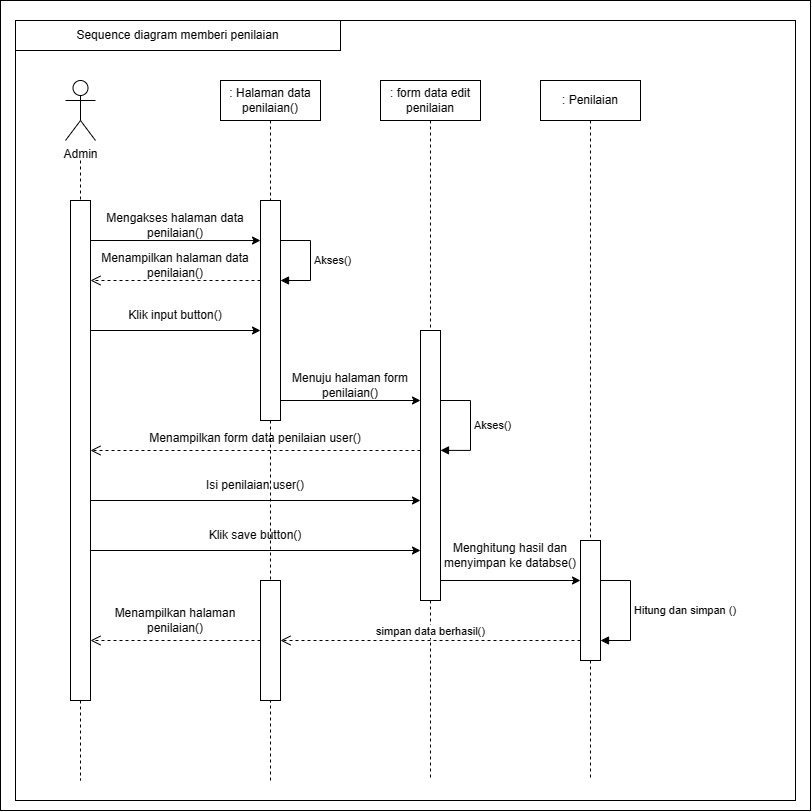 Sequence diagram memberi penilaian
: Halaman data
penilaian()
: form data edit
penilaian
: Penilaian
Admin
Mengakses halaman data
penilaian()
Menampilkan halaman data
penilaian()
Akses()
Klik input button()
Menuju halaman form
penilaian()
Akses()
Menampilkan form data penilaian user()
Isi penilaian user()
Klik save button()
Menghitung hasil dan
menyimpan ke databse()
Hitung dan simpan ()
Menampilkan halaman
penilaian()
simpan data berhasil()